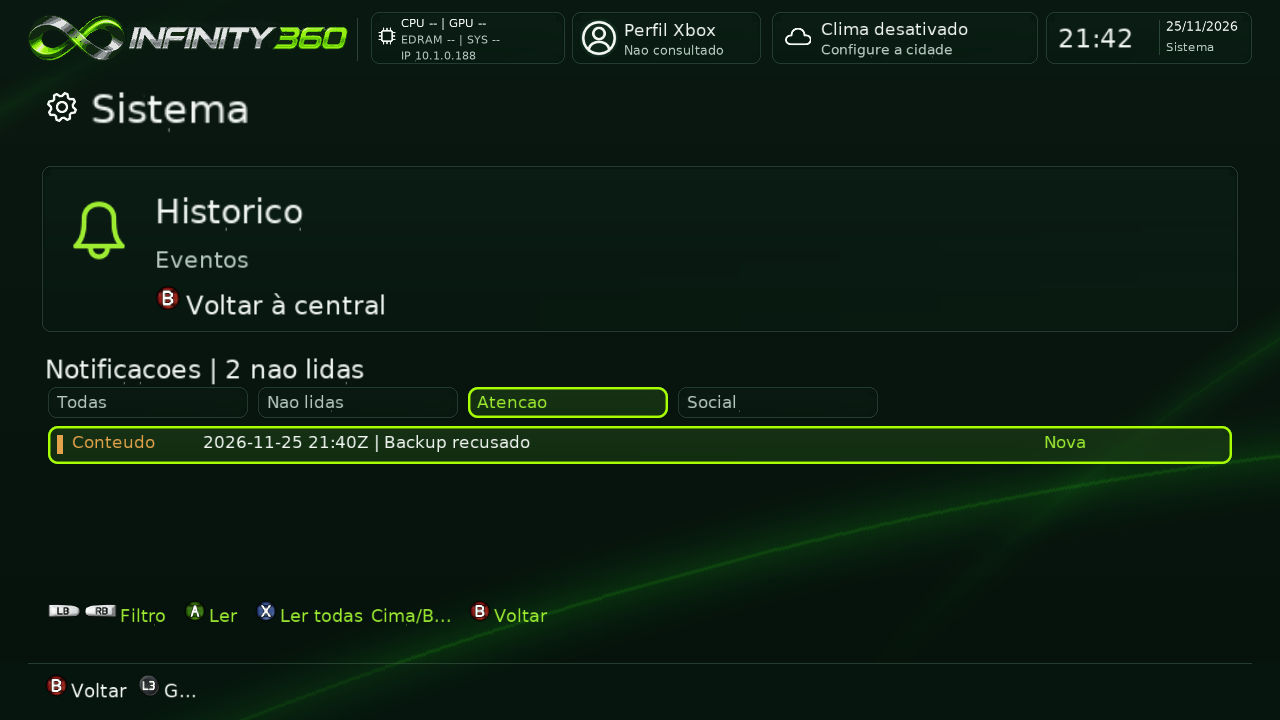 INFINITY 360
CPU -- | GPU --
EDRAM -- | SYS --
IP 10.1.0.188
Perfil Xbox
Nao consultado
Clima desativado
Configure a cidade
21:42
25/11/2026
Sistema
Sistema
Historico
Eventos
B Voltar à central
Notificacoes | 2 nao lidas
Todas
Nao lidas
Atencao
Social
Conteudo 2026-11-25 21:40Z | Backup recusado Nova
LB RB Filtro A Ler X Ler todas Cima/B... B Voltar
B Voltar L3 G...